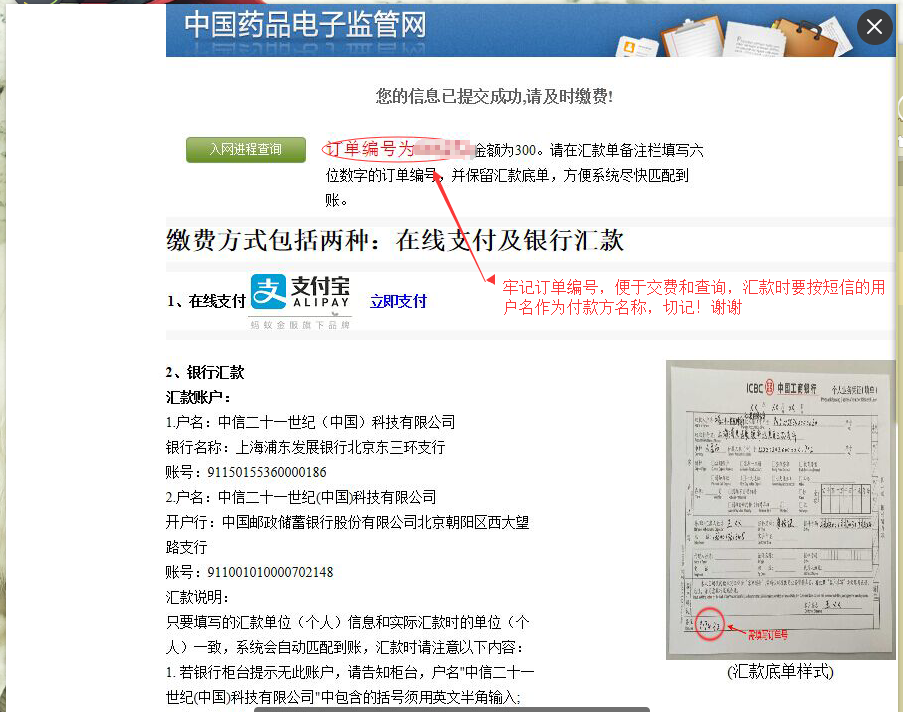 中国药品电子监管网
您的信息已提交成功,请及时缴费!
入网进程查询
订单编号为 金额为300。请在汇款单备注栏填写六
位数字的订单编号，并保留汇款底单，方便系统尽快匹配到
账。
缴费方式包括两种：在线支付及银行汇款
1、在线支付 支付宝 ALIPAY 蚂蚁金服旗下品牌 立即支付
牢记订单编号，便于交费和查询，汇款时要按短信的用
户名作为付款方名称，切记！谢谢
2、银行汇款
汇款账户：
1.户名：中信二十一世纪（中国）科技有限公司
银行名称：上海浦东发展银行北京东三环支行
账号：91150155360000186
2.户名：中信二十一世纪(中国)科技有限公司
开户行：中国邮政储蓄银行股份有限公司北京朝阳区西大望
路支行
账号：911001010000702148
汇款说明：
只要填写的汇款单位（个人）信息和实际汇款时的单位（个
人）一致，系统会自动匹配到账，汇款时请注意以下内容：
1. 若银行柜台提示无此账户，请告知柜台，户名"中信二十一
世纪(中国)科技有限公司"中包含的括号须用英文半角输入;
ICBC 中国工商银行
需填写订单号
(汇款底单样式)